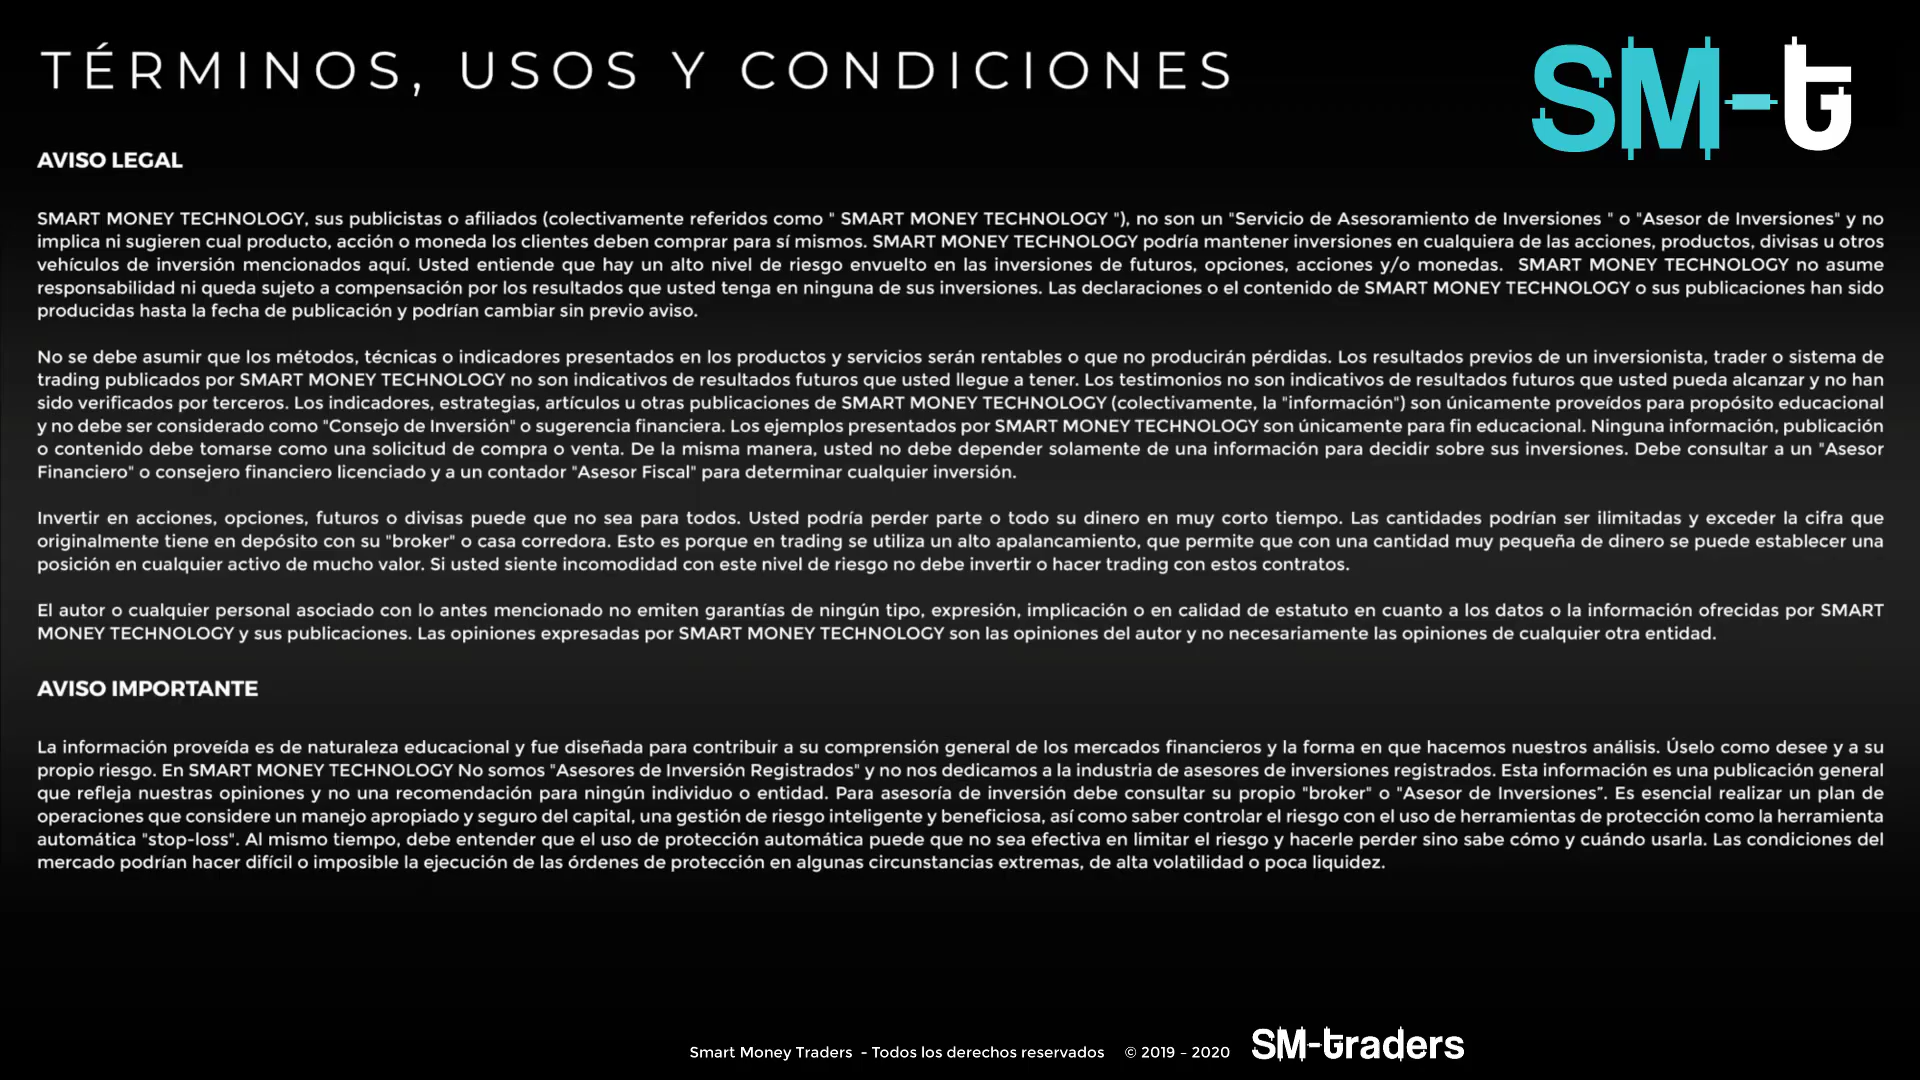 TÉRMINOS, USOS Y CONDICIONES
SM-t
AVISO LEGAL
SMART MONEY TECHNOLOGY, sus publicistas o afiliados (colectivamente referidos como " SMART MONEY TECHNOLOGY "), no son un "Servicio de Asesoramiento de Inversiones " o "Asesor de Inversiones" y no
implica ni sugieren cual producto, acción o moneda los clientes deben comprar para sí mismos. SMART MONEY TECHNOLOGY podría mantener inversiones en cualquiera de las acciones, productos, divisas u otros
vehículos de inversión mencionados aquí. Usted entiende que hay un alto nivel de riesgo envuelto en las inversiones de futuros, opciones, acciones y/o monedas.  SMART MONEY TECHNOLOGY no asume
responsabilidad ni queda sujeto a compensación por los resultados que usted tenga en ninguna de sus inversiones. Las declaraciones o el contenido de SMART MONEY TECHNOLOGY o sus publicaciones han sido
producidas hasta la fecha de publicación y podrían cambiar sin previo aviso.
No se debe asumir que los métodos, técnicas o indicadores presentados en los productos y servicios serán rentables o que no producirán pérdidas. Los resultados previos de un inversionista, trader o sistema de
trading publicados por SMART MONEY TECHNOLOGY no son indicativos de resultados futuros que usted llegue a tener. Los testimonios no son indicativos de resultados futuros que usted pueda alcanzar y no han
sido verificados por terceros. Los indicadores, estrategias, artículos u otras publicaciones de SMART MONEY TECHNOLOGY (colectivamente, la "información") son únicamente proveídos para propósito educacional
y no debe ser considerado como "Consejo de Inversión" o sugerencia financiera. Los ejemplos presentados por SMART MONEY TECHNOLOGY son únicamente para fin educacional. Ninguna información, publicación
o contenido debe tomarse como una solicitud de compra o venta. De la misma manera, usted no debe depender solamente de una información para decidir sobre sus inversiones. Debe consultar a un "Asesor
Financiero" o consejero financiero licenciado y a un contador "Asesor Fiscal" para determinar cualquier inversión.
Invertir en acciones, opciones, futuros o divisas puede que no sea para todos. Usted podría perder parte o todo su dinero en muy corto tiempo. Las cantidades podrían ser ilimitadas y exceder la cifra que
originalmente tiene en depósito con su "broker" o casa corredora. Esto es porque en trading se utiliza un alto apalancamiento, que permite que con una cantidad muy pequeña de dinero se puede establecer una
posición en cualquier activo de mucho valor. Si usted siente incomodidad con este nivel de riesgo no debe invertir o hacer trading con estos contratos.
El autor o cualquier personal asociado con lo antes mencionado no emiten garantías de ningún tipo, expresión, implicación o en calidad de estatuto en cuanto a los datos o la información ofrecidas por SMART
MONEY TECHNOLOGY y sus publicaciones. Las opiniones expresadas por SMART MONEY TECHNOLOGY son las opiniones del autor y no necesariamente las opiniones de cualquier otra entidad.
AVISO IMPORTANTE
La información proveída es de naturaleza educacional y fue diseñada para contribuir a su comprensión general de los mercados financieros y la forma en que hacemos nuestros análisis. Úselo como desee y a su
propio riesgo. En SMART MONEY TECHNOLOGY No somos "Asesores de Inversión Registrados" y no nos dedicamos a la industria de asesores de inversiones registrados. Esta información es una publicación general
que refleja nuestras opiniones y no una recomendación para ningún individuo o entidad. Para asesoría de inversión debe consultar su propio "broker" o "Asesor de Inversiones”. Es esencial realizar un plan de
operaciones que considere un manejo apropiado y seguro del capital, una gestión de riesgo inteligente y beneficiosa, así como saber controlar el riesgo con el uso de herramientas de protección como la herramienta
automática "stop-loss". Al mismo tiempo, debe entender que el uso de protección automática puede que no sea efectiva en limitar el riesgo y hacerle perder sino sabe cómo y cuándo usarla. Las condiciones del
mercado podrían hacer difícil o imposible la ejecución de las órdenes de protección en algunas circunstancias extremas, de alta volatilidad o poca liquidez.
Smart Money Traders  - Todos los derechos reservados   © 2019 – 2020   SM-traders